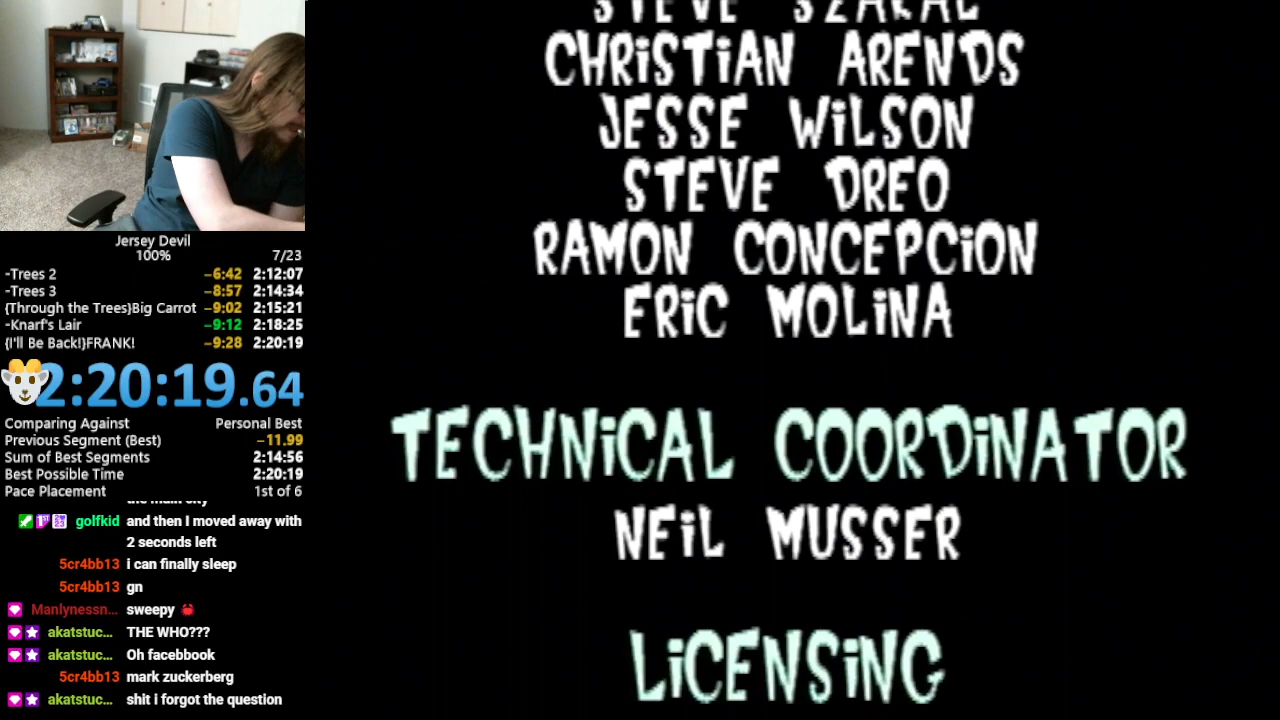 Jersey Devil
100% 7/23
-Trees 2 −6:42 2:12:07
-Trees 3 −8:57 2:14:34
{Through the Trees}Big Carrot −9:02 2:15:21
-Knarf's Lair −9:12 2:18:25
{I'll Be Back!}FRANK! −9:28 2:20:19
2:20:19.64
Comparing Against Personal Best
Previous Segment (Best) −11.99
Sum of Best Segments 2:14:56
Best Possible Time 2:20:19
Pace Placement 1st of 6
the main city
golfkid and then I moved away with
2 seconds left
5cr4bb13 i can finally sleep
5cr4bb13 gn
Manlynessn... sweepy
akatstuc... THE WHO???
akatstuc... Oh facebbook
5cr4bb13 mark zuckerberg
akatstuc... shit i forgot the question
STEVE SZARAL
CHRiSTiAN ARENDS
JESSE WiLSON
STEVE DREO
RAMON CONCEPCiON
ERiC MOLiNA
TECHNiCAL COORDiNATOR
NEiL MUSSER
LiCENSiNG